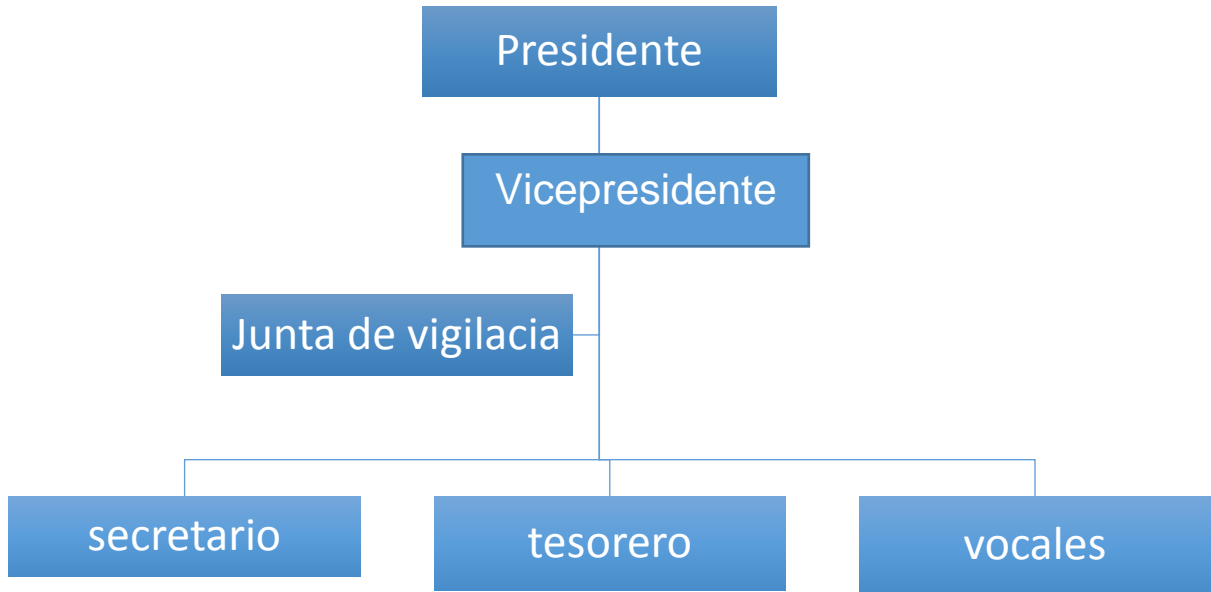 Presidente
Vicepresidente
Junta de vigilacia
secretario
tesorero
vocales